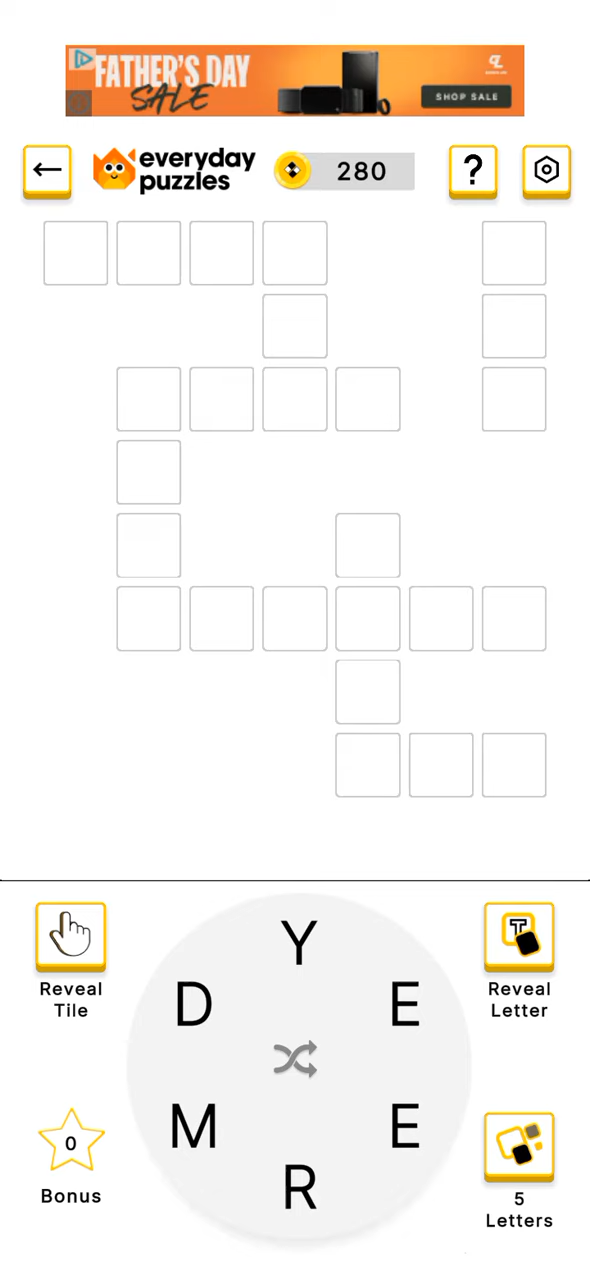 FATHER'S DAY
SALE
SHOP SALE
everyday
puzzles
280
?
T
Reveal
Tile
Reveal
Letter
Y
D
E
M
E
R
0
Bonus
5
Letters